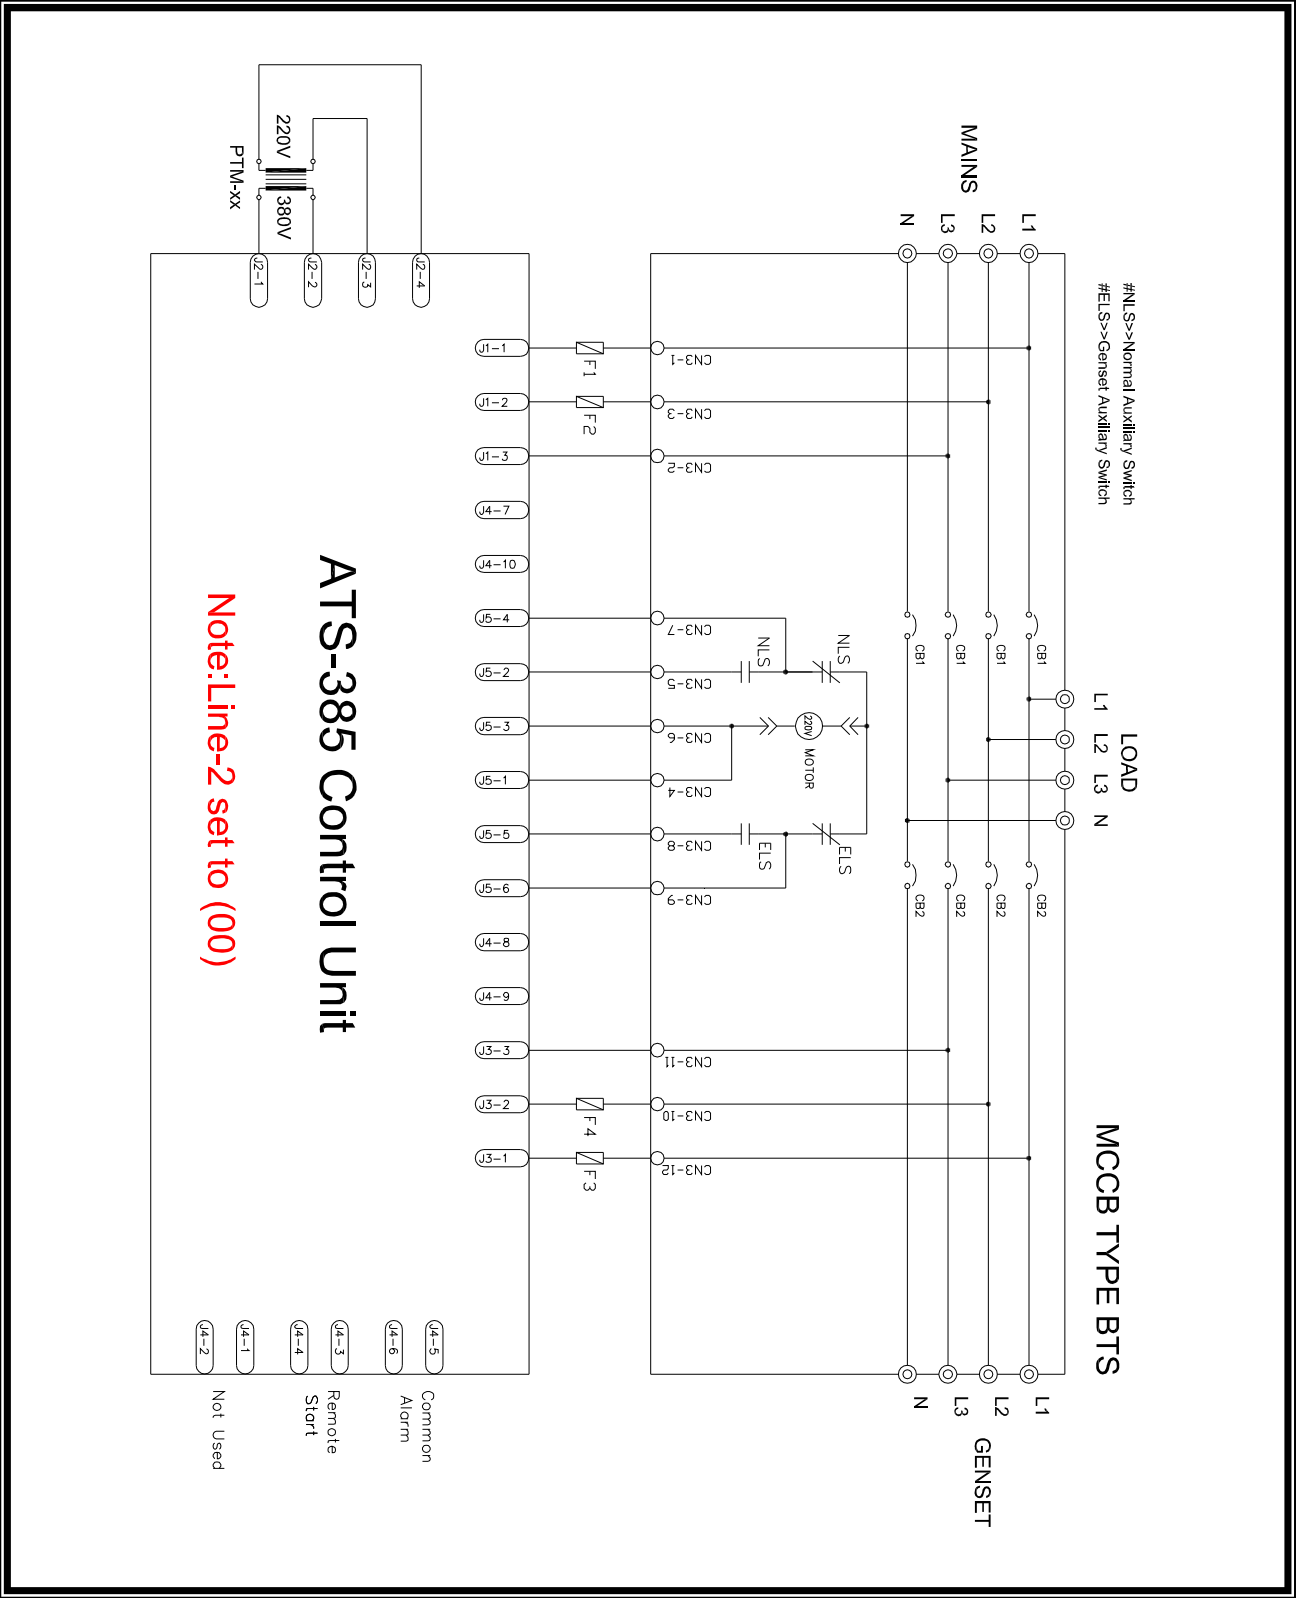 MCCB TYPE BTS
#NLS>>Normal Auxiliary Switch
#ELS>>Genset Auxiliary Switch
LOAD
L1 L2 L3 N
MAINS
L1
L2
L3
N
GENSET
L1
L2
L3
N
CB1 CB2
CB1 CB2
CB1 CB2
CB1 CB2
NLS
ELS
MOTOR
220V
NLS
ELS
CN3-1
CN3-3
CN3-2
CN3-7
CN3-5
CN3-6
CN3-4
CN3-8
CN3-9
CN3-11
CN3-10
CN3-12
F1
F2
F4
F3
J1-1
J1-2
J1-3
J4-7
J4-10
J5-4
J5-2
J5-3
J5-1
J5-5
J5-6
J4-8
J4-9
J3-3
J3-2
J3-1
J2-4
J2-3
J2-2
J2-1
220V
380V
PTM-xx
ATS-385 Control Unit
Note:Line-2 set to (00)
J4-5
J4-6
J4-3
J4-4
J4-1
J4-2
Common
Alarm
Remote
Start
Not Used